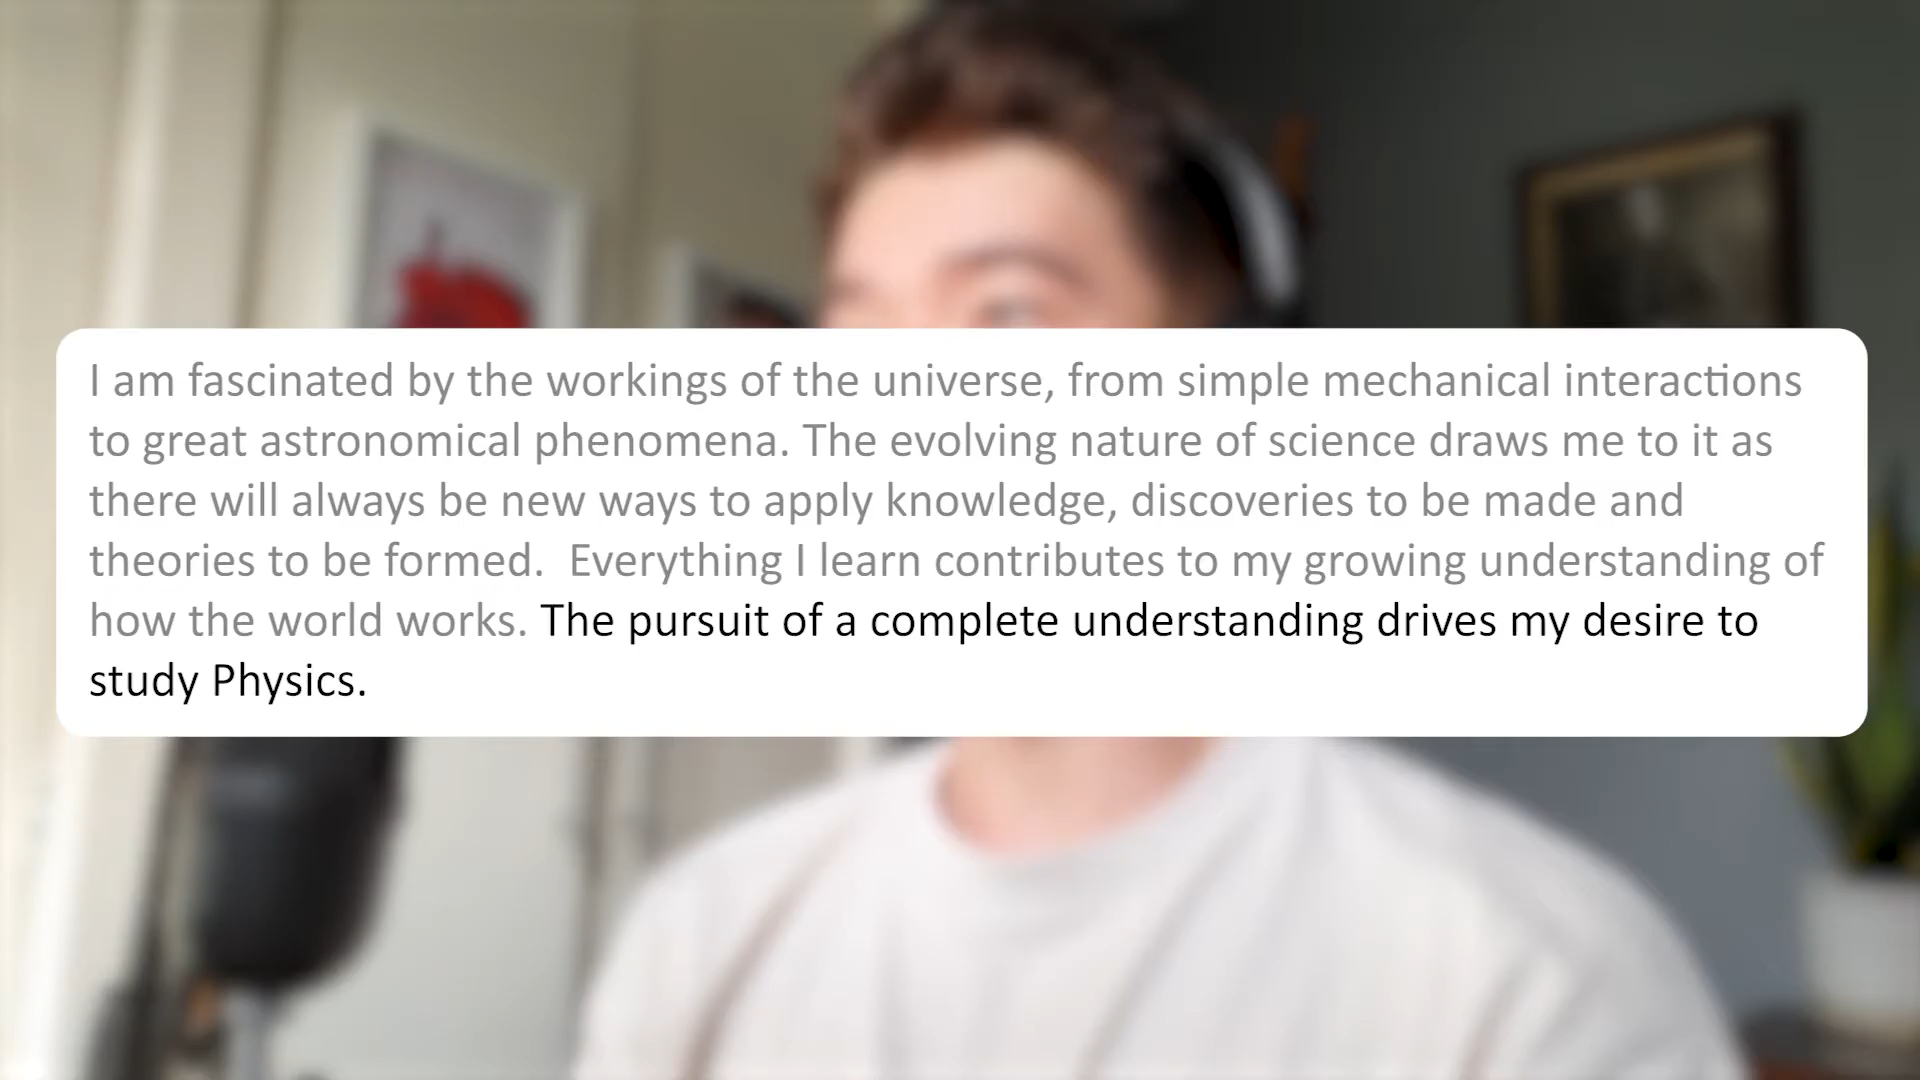 I am fascinated by the workings of the universe, from simple mechanical interactions
to great astronomical phenomena. The evolving nature of science draws me to it as
there will always be new ways to apply knowledge, discoveries to be made and
theories to be formed.  Everything I learn contributes to my growing understanding of
how the world works. The pursuit of a complete understanding drives my desire to
study Physics.